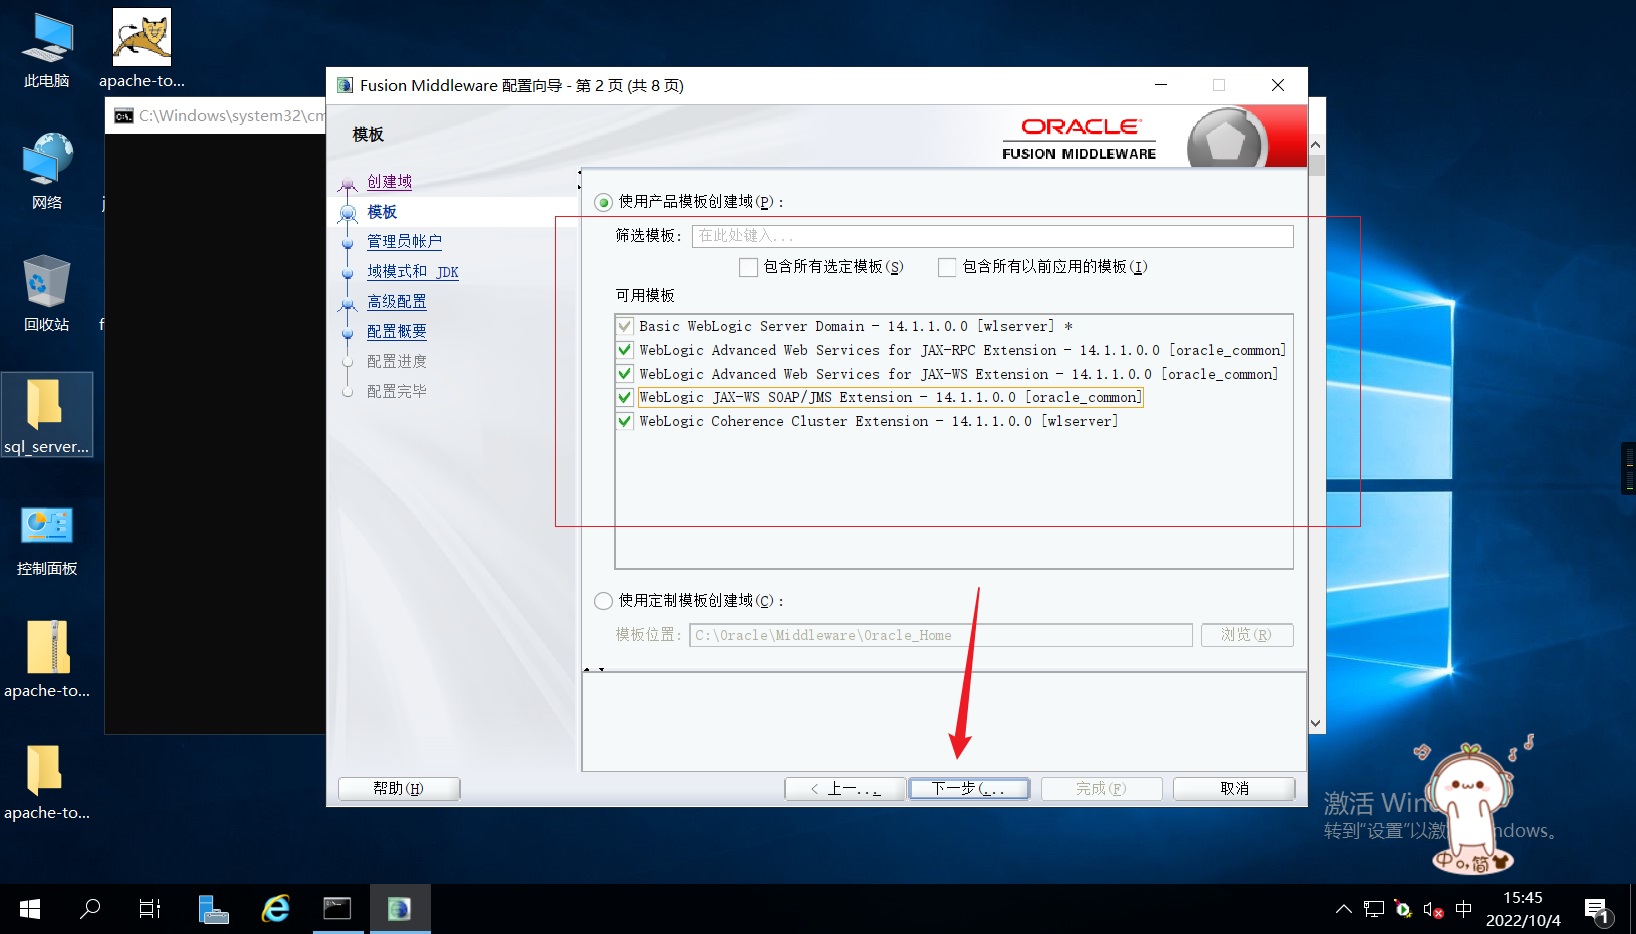 此电脑
apache-to...
网络
回收站
sql_server...
控制面板
apache-to...
apache-to...
C:\Windows\system32\cm
Fusion Middleware 配置向导 - 第 2 页 (共 8 页)
模板
ORACLE
FUSION MIDDLEWARE
创建域
模板
管理员帐户
域模式和 JDK
高级配置
配置概要
配置进度
配置完毕
使用产品模板创建域(P) :
筛选模板: 在此处键入...
包含所有选定模板(S) 包含所有以前应用的模板(I)
可用模板
Basic WebLogic Server Domain - 14.1.1.0.0 [wlserver] *
WebLogic Advanced Web Services for JAX-RPC Extension - 14.1.1.0.0 [oracle_common]
WebLogic Advanced Web Services for JAX-WS Extension - 14.1.1.0.0 [oracle_common]
WebLogic JAX-WS SOAP/JMS Extension - 14.1.1.0.0 [oracle_common]
WebLogic Coherence Cluster Extension - 14.1.1.0.0 [wlserver]
使用定制模板创建域(C) :
模板位置: C:\Oracle\Middleware\Oracle_Home 浏览(R)
帮助(H) < 上一... 下一步(... 完成(F) 取消
激活 Win
转到"设置"以激 ndows。
中 简
中
15:45
2022/10/4
1